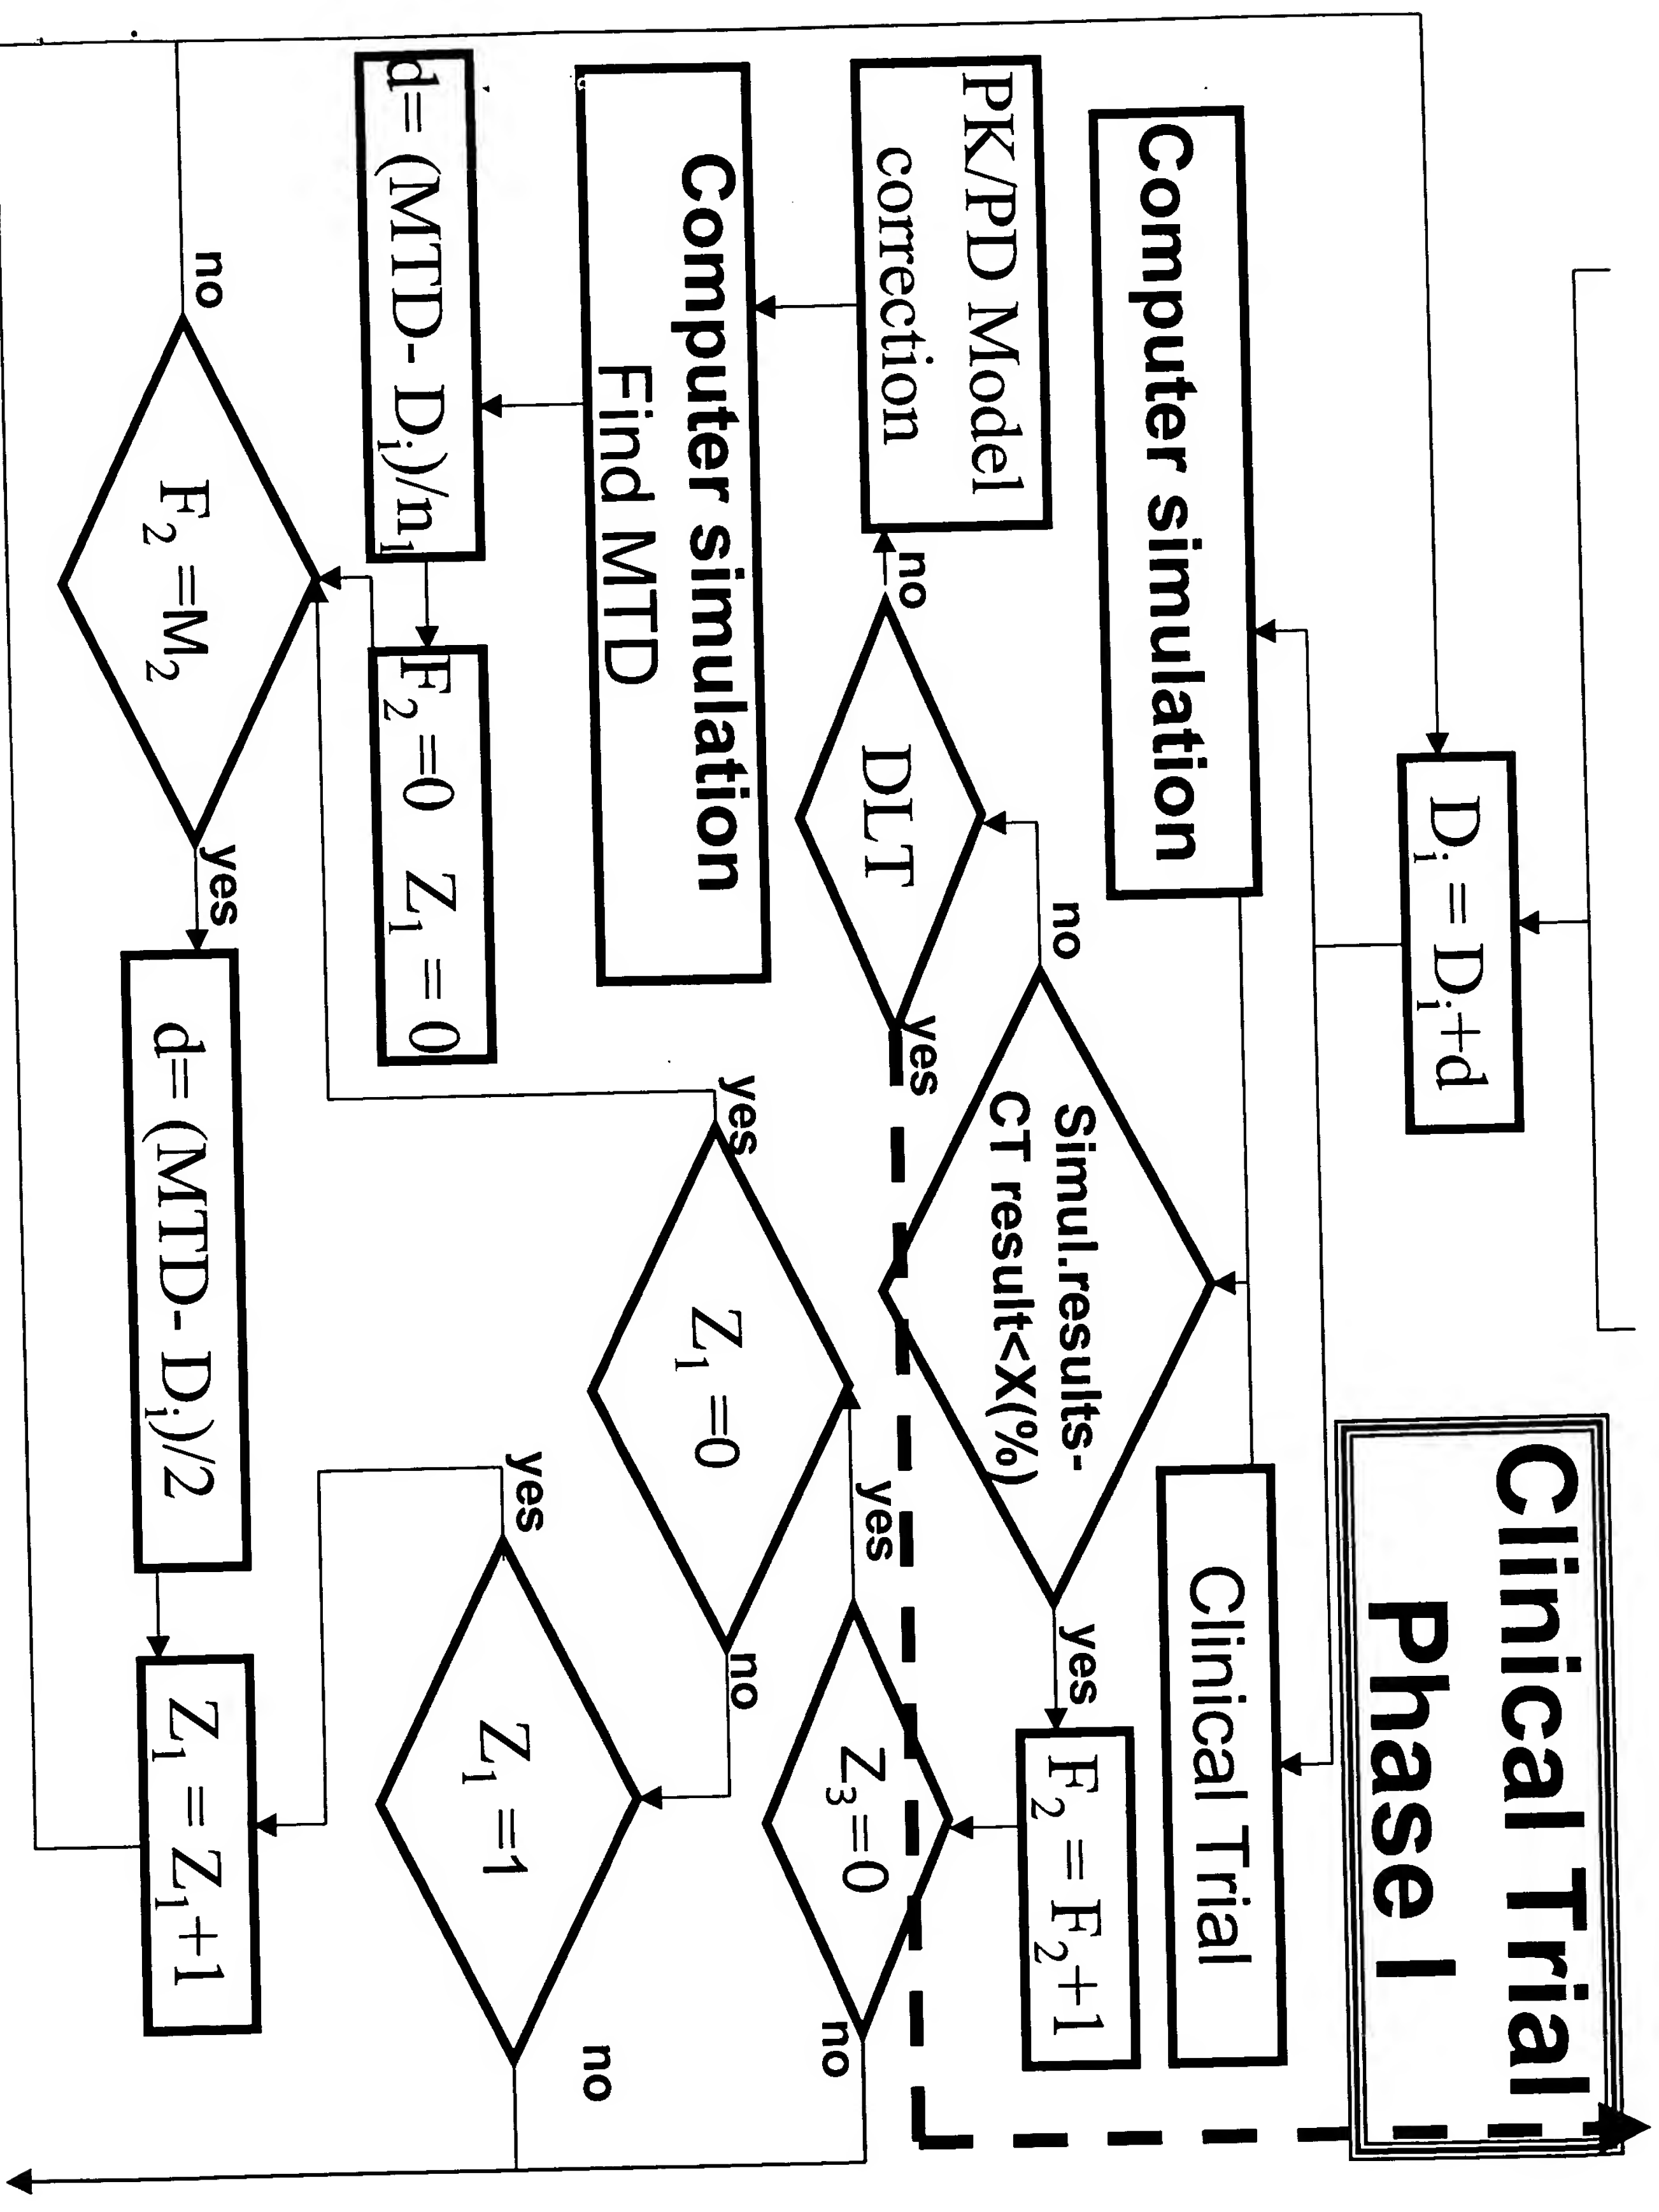 Clinical Trial
Phase I
Dᵢ = Dᵢ+d
Computer simulation
Clinical Trial
Simul.results-
CT result<X(%)
no
yes
F₂ = F₂+1
DLT
no
yes
PK/PD Model
correction
Z₃=0
yes
no
Computer simulation
Find MTD
Z₁ =0
yes
no
d= (MTD- Dᵢ)/n₁
F₂ =0 Z₁ = 0
Z₁ =1
yes
no
F₂ =M₂
no
yes
d= (MTD- Dᵢ)/2
Z₁ = Z₁+1